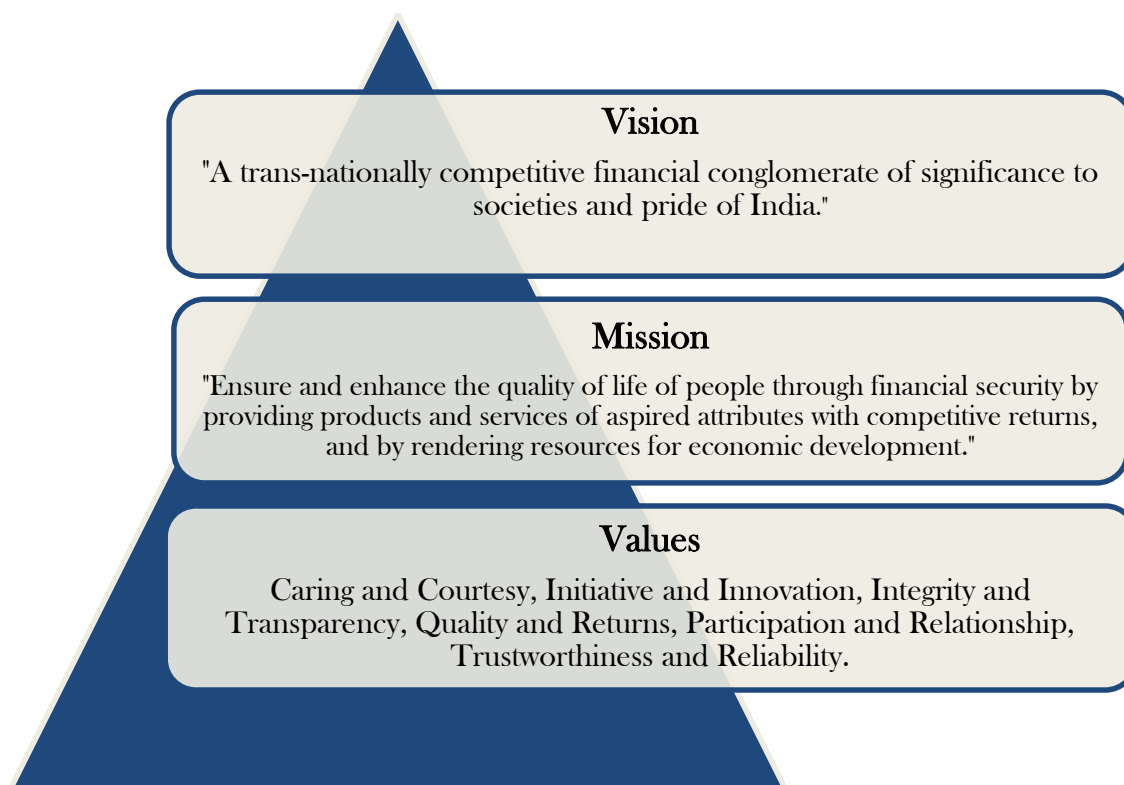 Vision
"A trans-nationally competitive financial conglomerate of significance to
societies and pride of India."
Mission
"Ensure and enhance the quality of life of people through financial security by
providing products and services of aspired attributes with competitive returns,
and by rendering resources for economic development."
Values
Caring and Courtesy, Initiative and Innovation, Integrity and
Transparency, Quality and Returns, Participation and Relationship,
Trustworthiness and Reliability.